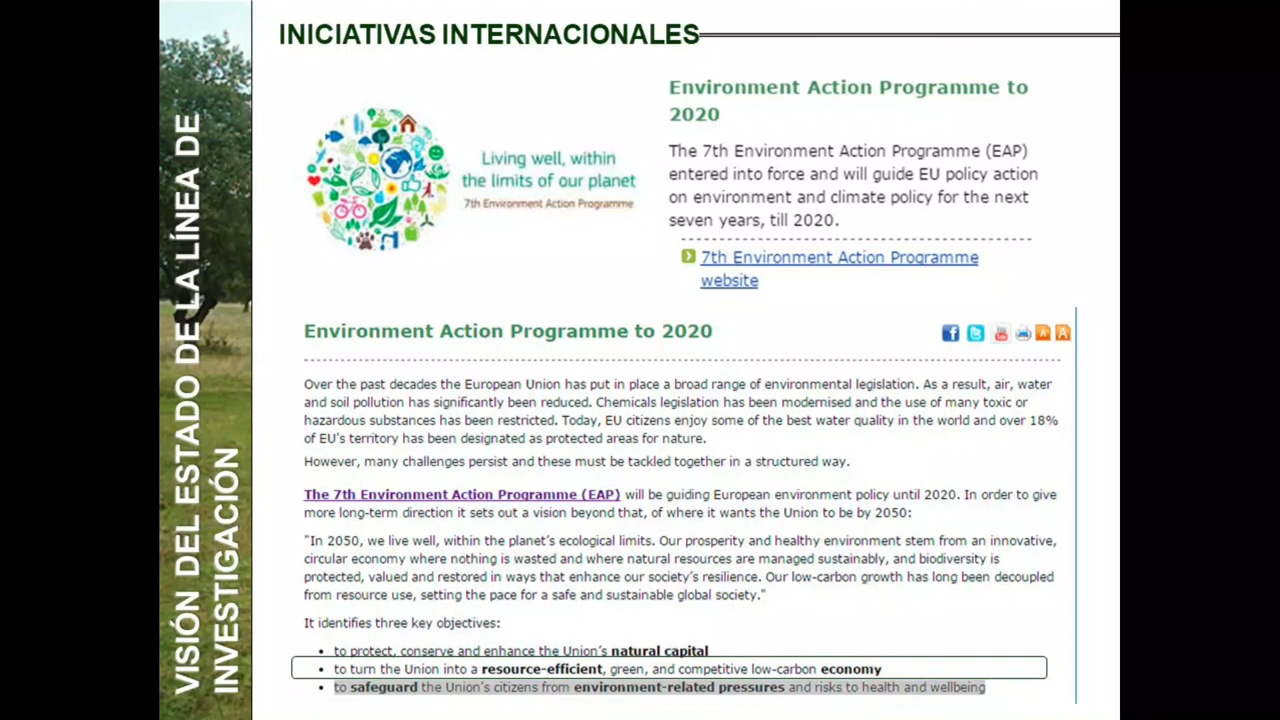 INICIATIVAS INTERNACIONALES
VISIÓN DEL ESTADO DE LA LÍNEA DE
INVESTIGACIÓN
Living well, within
the limits of our planet
7th Environment Action Programme
Environment Action Programme to
2020
The 7th Environment Action Programme (EAP)
entered into force and will guide EU policy action
on environment and climate policy for the next
seven years, till 2020.
7th Environment Action Programme
website
Environment Action Programme to 2020
Over the past decades the European Union has put in place a broad range of environmental legislation. As a result, air, water
and soil pollution has significantly been reduced. Chemicals legislation has been modernised and the use of many toxic or
hazardous substances has been restricted. Today, EU citizens enjoy some of the best water quality in the world and over 18%
of EU's territory has been designated as protected areas for nature.
However, many challenges persist and these must be tackled together in a structured way.
The 7th Environment Action Programme (EAP) will be guiding European environment policy until 2020. In order to give
more long-term direction it sets out a vision beyond that, of where it wants the Union to be by 2050:
"In 2050, we live well, within the planet's ecological limits. Our prosperity and healthy environment stem from an innovative,
circular economy where nothing is wasted and where natural resources are managed sustainably, and biodiversity is
protected, valued and restored in ways that enhance our society's resilience. Our low-carbon growth has long been decoupled
from resource use, setting the pace for a safe and sustainable global society."
It identifies three key objectives:
• to protect, conserve and enhance the Union's natural capital
• to turn the Union into a resource-efficient, green, and competitive low-carbon economy
• to safeguard the Union's citizens from environment-related pressures and risks to health and wellbeing